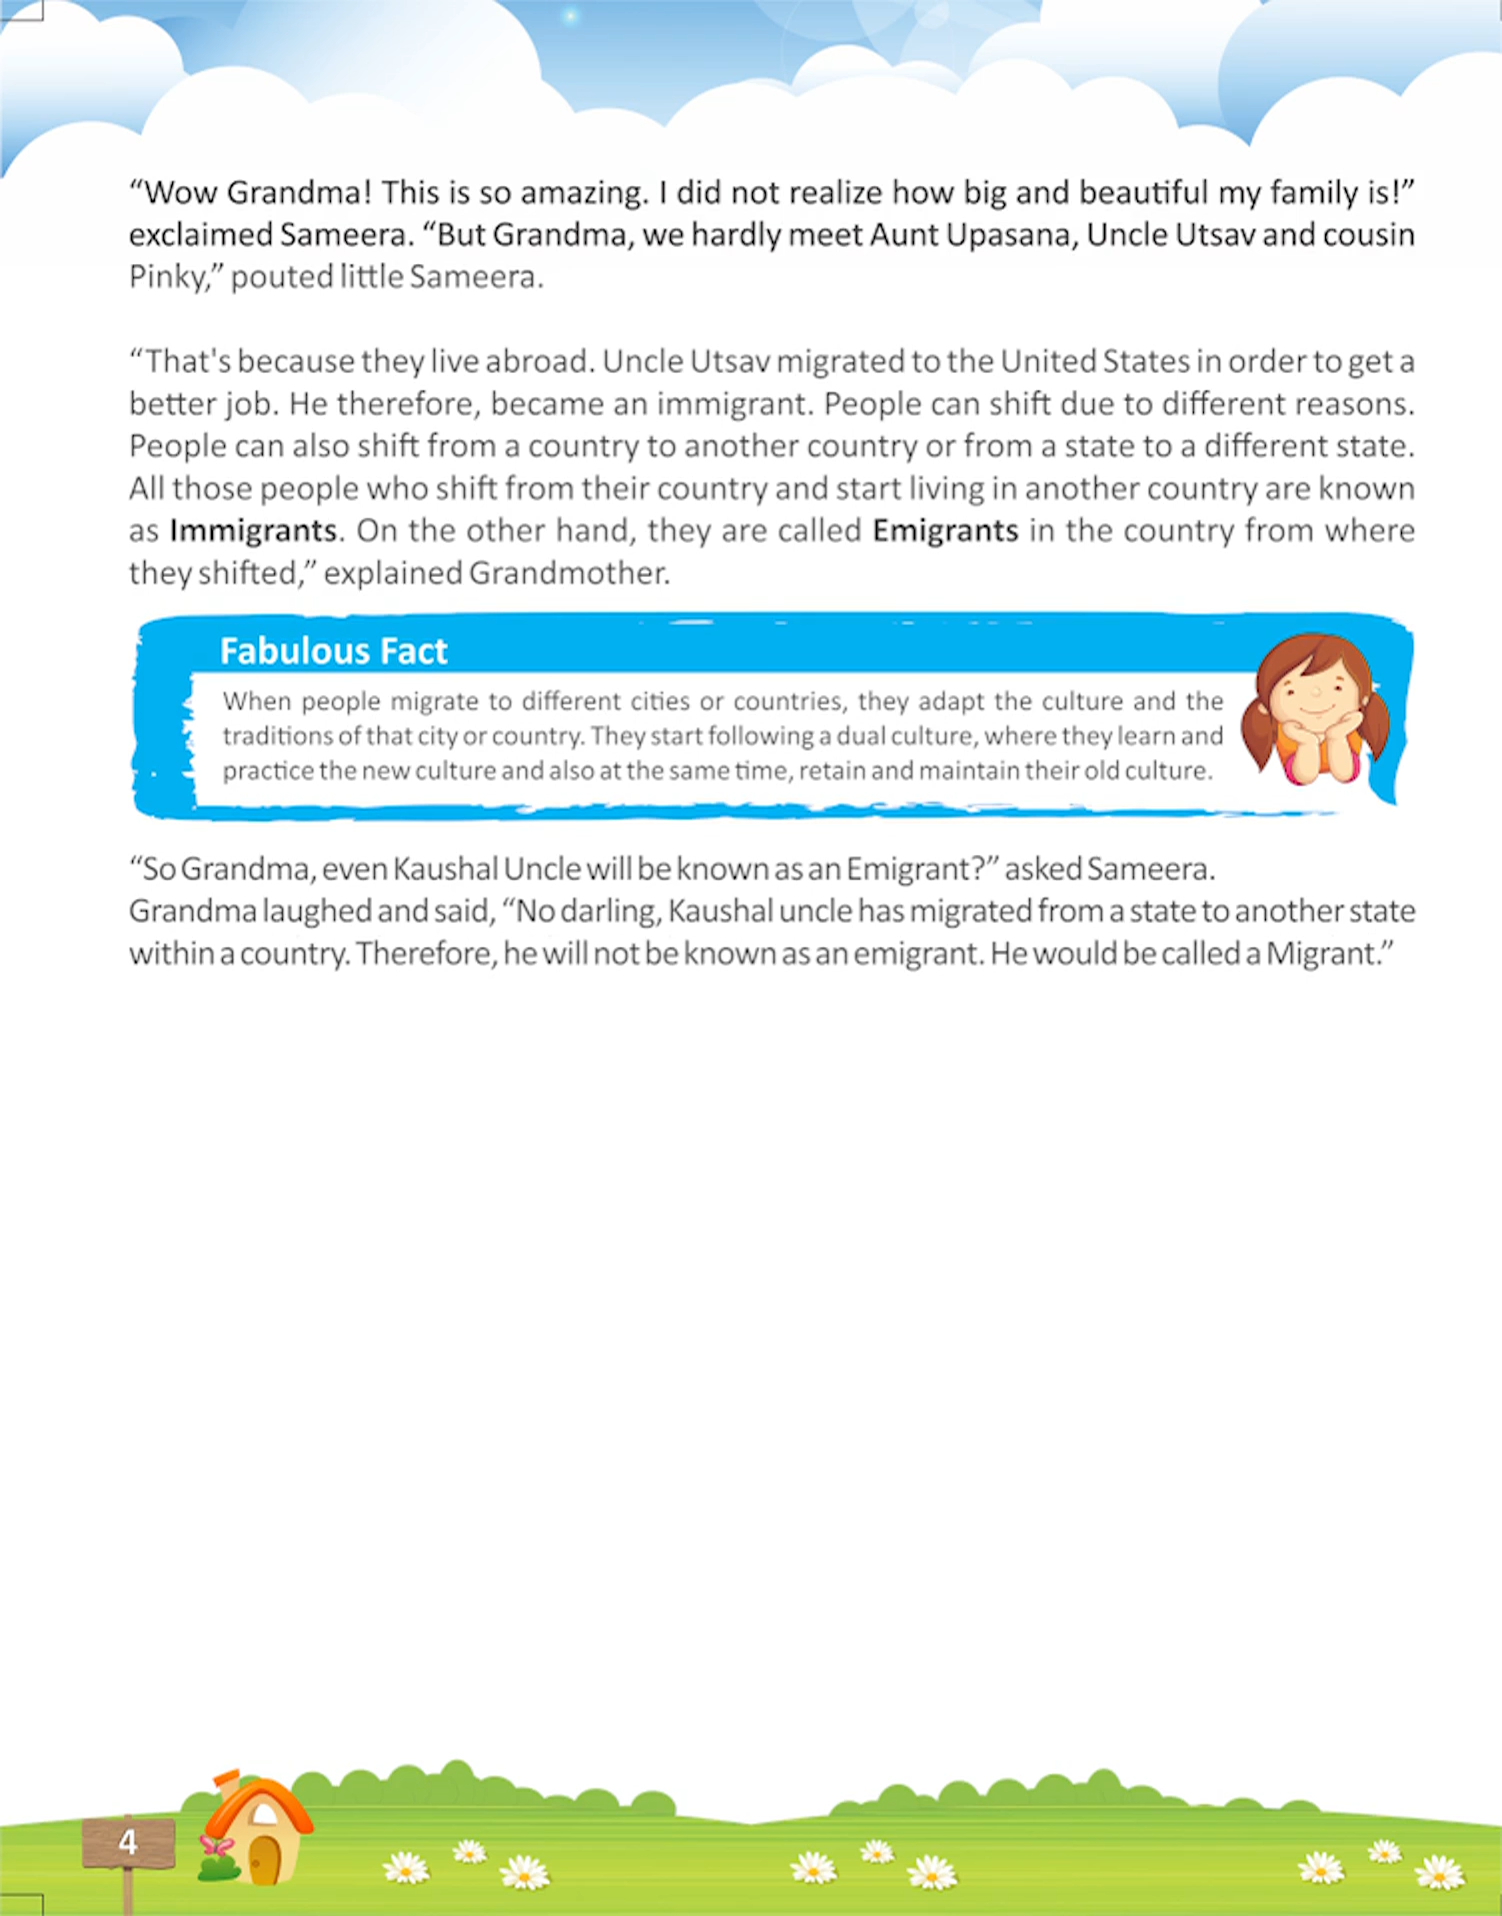 “Wow Grandma! This is so amazing. I did not realize how big and beautiful my family is!”
exclaimed Sameera. “But Grandma, we hardly meet Aunt Upasana, Uncle Utsav and cousin
Pinky,” pouted little Sameera.
“That's because they live abroad. Uncle Utsav migrated to the United States in order to get a
better job. He therefore, became an immigrant. People can shift due to different reasons.
People can also shift from a country to another country or from a state to a different state.
All those people who shift from their country and start living in another country are known
as Immigrants. On the other hand, they are called Emigrants in the country from where
they shifted,” explained Grandmother.
Fabulous Fact
When people migrate to different cities or countries, they adapt the culture and the
traditions of that city or country. They start following a dual culture, where they learn and
practice the new culture and also at the same time, retain and maintain their old culture.
“So Grandma, even Kaushal Uncle will be known as an Emigrant?” asked Sameera.
Grandma laughed and said, “No darling, Kaushal uncle has migrated from a state to another state
within a country. Therefore, he will not be known as an emigrant. He would be called a Migrant.”
4